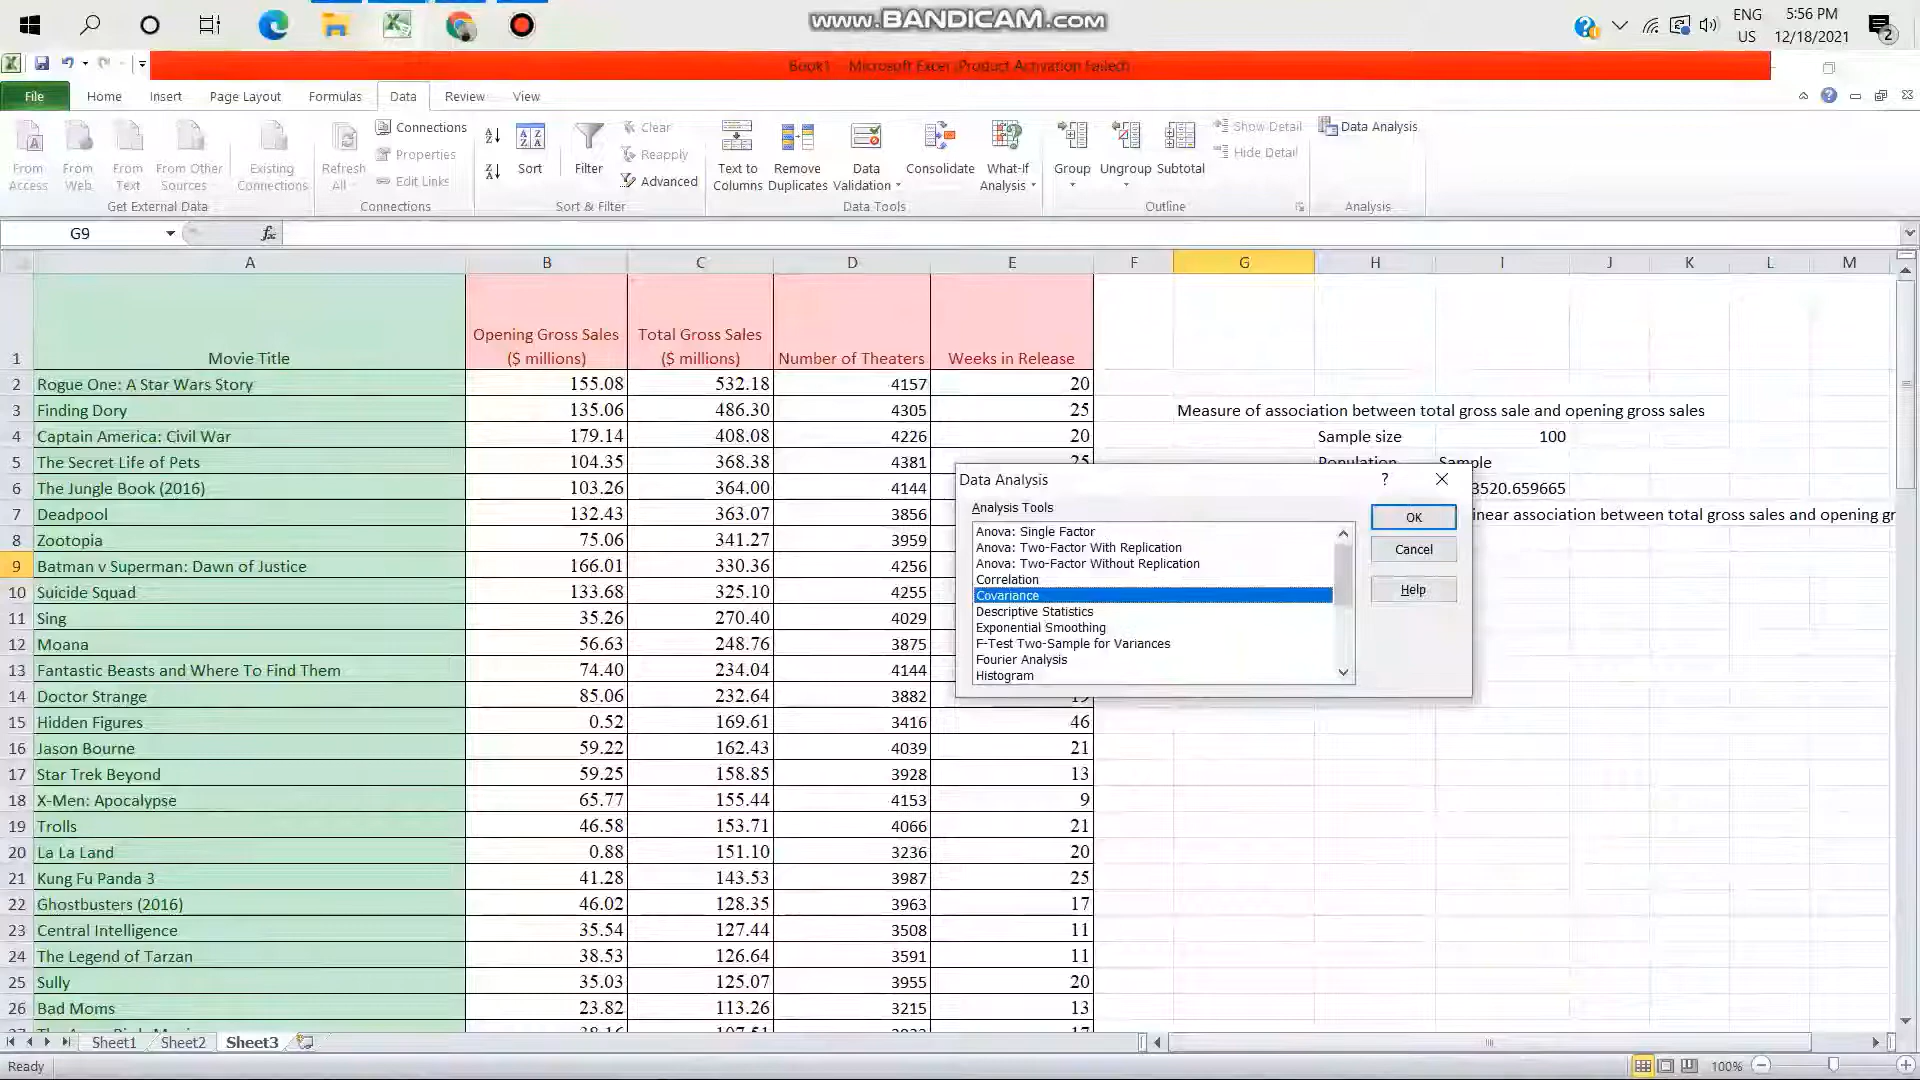 www.BANDICAM.com
ENG
US
5:56 PM
12/18/2021
2
Book1 - Microsoft Excel (Product Activation Failed)
File Home Insert Page Layout Formulas Data Review View
From Access
From Web
From Text
From Other Sources
Existing Connections
Get External Data
Refresh All
Connections
Properties
Edit Links
Connections
Sort
Filter
Clear
Reapply
Advanced
Sort & Filter
Text to Columns
Remove Duplicates
Data Validation
Consolidate
What-If Analysis
Data Tools
Group
Ungroup
Subtotal
Show Detail
Hide Detail
Outline
Data Analysis
Analysis
G9
fx
A B C D E F G H I J K L M
1 Movie Title Opening Gross Sales ($ millions) Total Gross Sales ($ millions) Number of Theaters Weeks in Release
2 Rogue One: A Star Wars Story 155.08 532.18 4157 20
3 Finding Dory 135.06 486.30 4305 25 Measure of association between total gross sale and opening gross sales
4 Captain America: Civil War 179.14 408.08 4226 20 Sample size 100
5 The Secret Life of Pets 104.35 368.38 4381 25 Population Sample
6 The Jungle Book (2016) 103.26 364.00 4144 3520.659665
7 Deadpool 132.43 363.07 3856 inear association between total gross sales and opening gr
8 Zootopia 75.06 341.27 3959
9 Batman v Superman: Dawn of Justice 166.01 330.36 4256
10 Suicide Squad 133.68 325.10 4255
11 Sing 35.26 270.40 4029
12 Moana 56.63 248.76 3875
13 Fantastic Beasts and Where To Find Them 74.40 234.04 4144
14 Doctor Strange 85.06 232.64 3882 19
15 Hidden Figures 0.52 169.61 3416 46
16 Jason Bourne 59.22 162.43 4039 21
17 Star Trek Beyond 59.25 158.85 3928 13
18 X-Men: Apocalypse 65.77 155.44 4153 9
19 Trolls 46.58 153.71 4066 21
20 La La Land 0.88 151.10 3236 20
21 Kung Fu Panda 3 41.28 143.53 3987 25
22 Ghostbusters (2016) 46.02 128.35 3963 17
23 Central Intelligence 35.54 127.44 3508 11
24 The Legend of Tarzan 38.53 126.64 3591 11
25 Sully 35.03 125.07 3955 20
26 Bad Moms 23.82 113.26 3215 13
Data Analysis
?
Analysis Tools
Anova: Single Factor
Anova: Two-Factor With Replication
Anova: Two-Factor Without Replication
Correlation
Covariance
Descriptive Statistics
Exponential Smoothing
F-Test Two-Sample for Variances
Fourier Analysis
Histogram
OK
Cancel
Help
Sheet1 Sheet2 Sheet3
Ready
100%